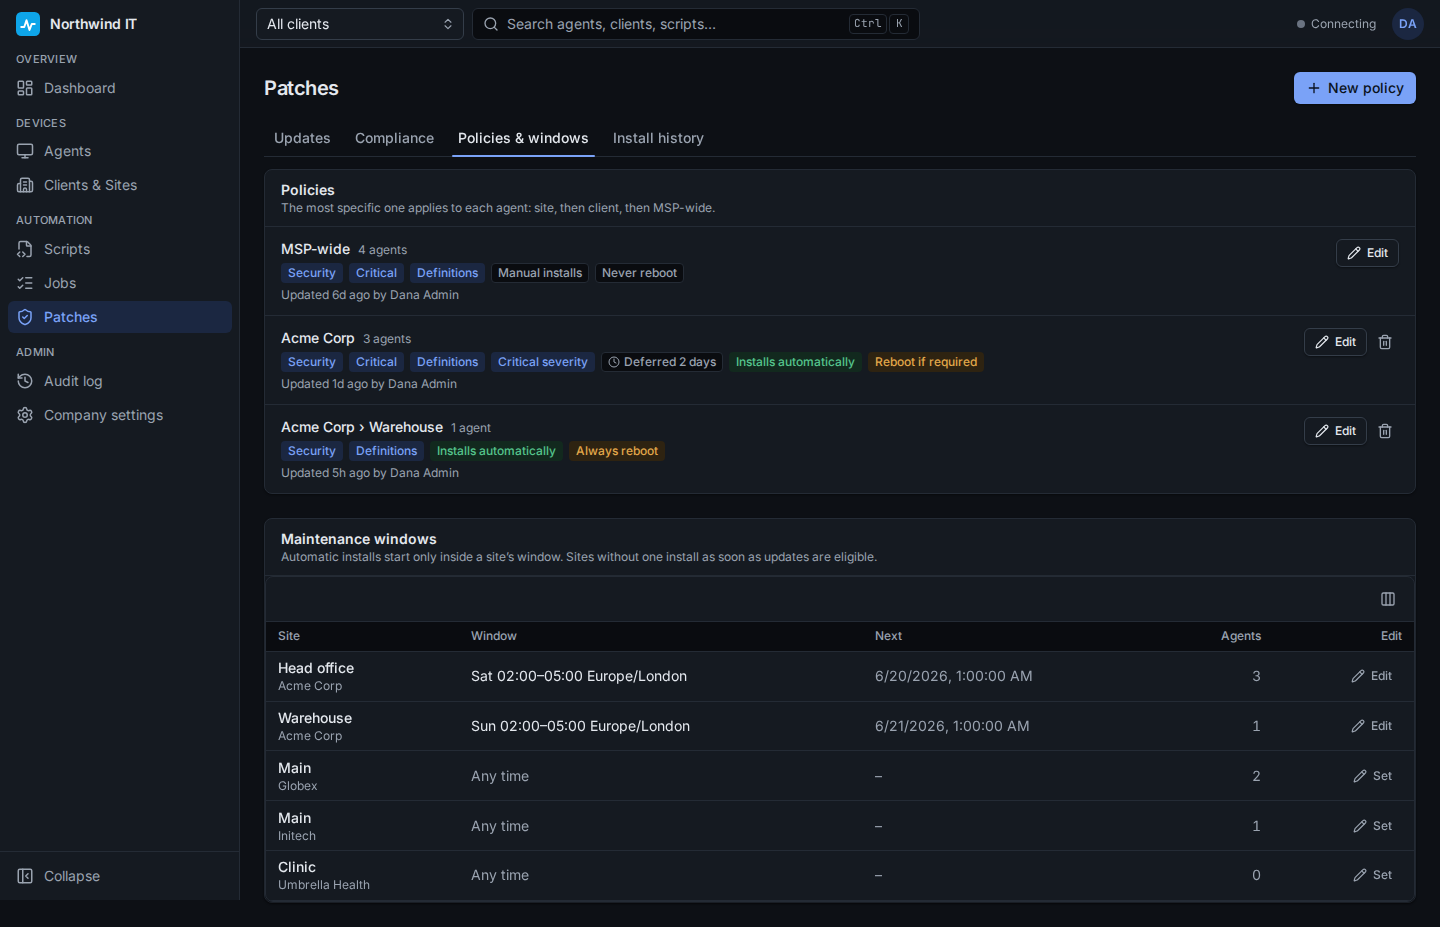 Northwind IT
All clients
Search agents, clients, scripts...
Ctrl K
Connecting
DA
OVERVIEW
Dashboard
DEVICES
Agents
Clients & Sites
AUTOMATION
Scripts
Jobs
Patches
ADMIN
Audit log
Company settings
Collapse
Patches
New policy
Updates Compliance Policies & windows Install history
Policies
The most specific one applies to each agent: site, then client, then MSP-wide.
MSP-wide 4 agents
Edit
Security Critical Definitions Manual installs Never reboot
Updated 6d ago by Dana Admin
Acme Corp 3 agents
Edit
Security Critical Definitions Critical severity Deferred 2 days Installs automatically Reboot if required
Updated 1d ago by Dana Admin
Acme Corp › Warehouse 1 agent
Edit
Security Definitions Installs automatically Always reboot
Updated 5h ago by Dana Admin
Maintenance windows
Automatic installs start only inside a site’s window. Sites without one install as soon as updates are eligible.
Site Window Next Agents Edit
Head office
Acme Corp
Sat 02:00–05:00 Europe/London 6/20/2026, 1:00:00 AM 3 Edit
Warehouse
Acme Corp
Sun 02:00–05:00 Europe/London 6/21/2026, 1:00:00 AM 1 Edit
Main
Globex
Any time – 2 Set
Main
Initech
Any time – 1 Set
Clinic
Umbrella Health
Any time – 0 Set